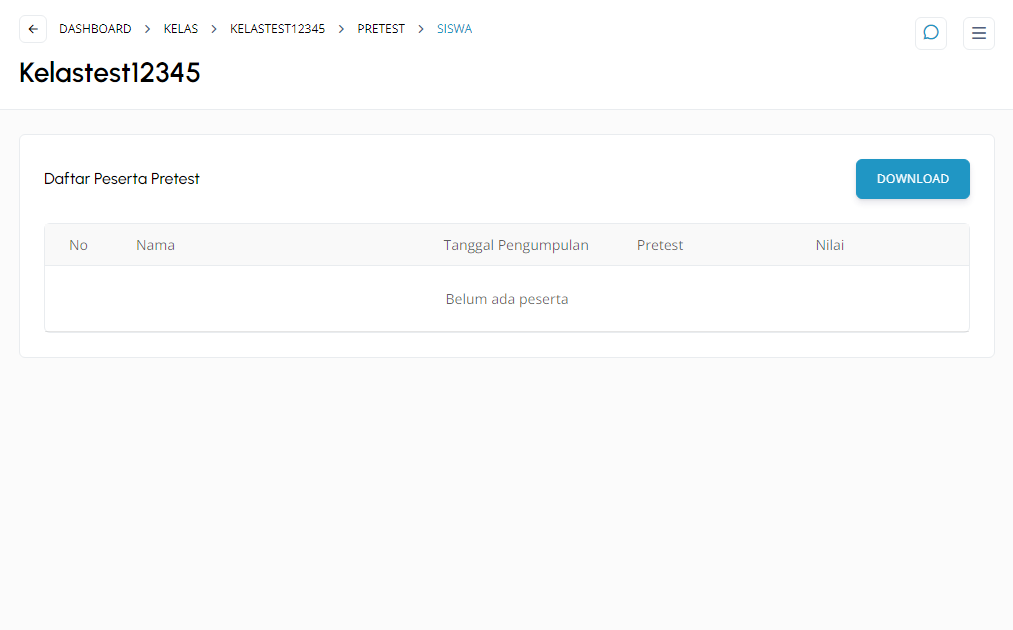 DASHBOARD > KELAS > KELASTEST12345 > PRETEST > SISWA
Kelastest12345
Daftar Peserta Pretest
DOWNLOAD
No Nama Tanggal Pengumpulan Pretest Nilai
Belum ada peserta